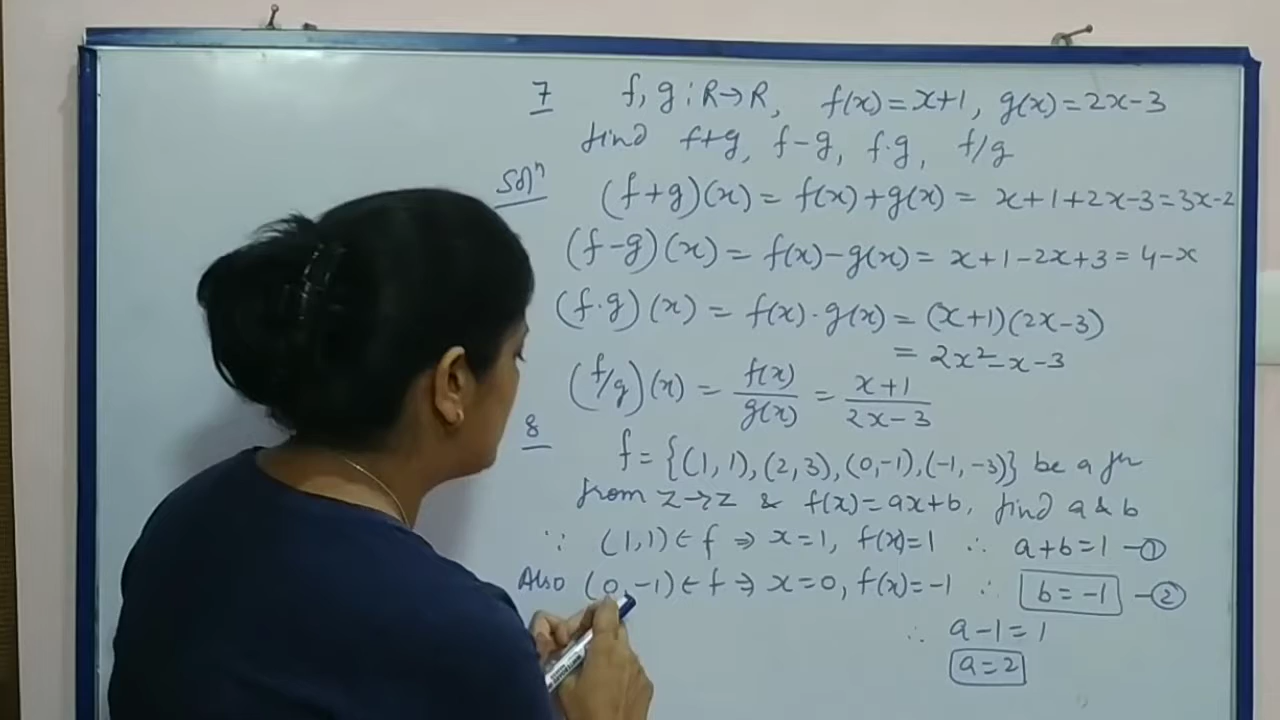 7 f, g : R→R, f(x) = x+1, g(x) = 2x-3
find f+g, f-g, f·g, f/g
Solⁿ (f+g)(x) = f(x)+g(x) = x+1+2x-3 = 3x-2
(f-g)(x) = f(x)-g(x) = x+1-2x+3 = 4-x
(f·g)(x) = f(x)·g(x) = (x+1)(2x-3)
= 2x²-x-3
(f/g)(x) = f(x)/g(x) = x+1/2x-3
8 f = {(1,1),(2,3),(0,-1),(-1,-3)} be a fn
from Z→Z & f(x)=ax+b, find a & b
∵ (1,1) ∈ f ⇒ x=1, f(x)=1 ∴ a+b=1 —①
Also (0,-1) ∈ f ⇒ x=0, f(x)=-1 ∴ b=-1 —②
∴ a-1=1
a=2